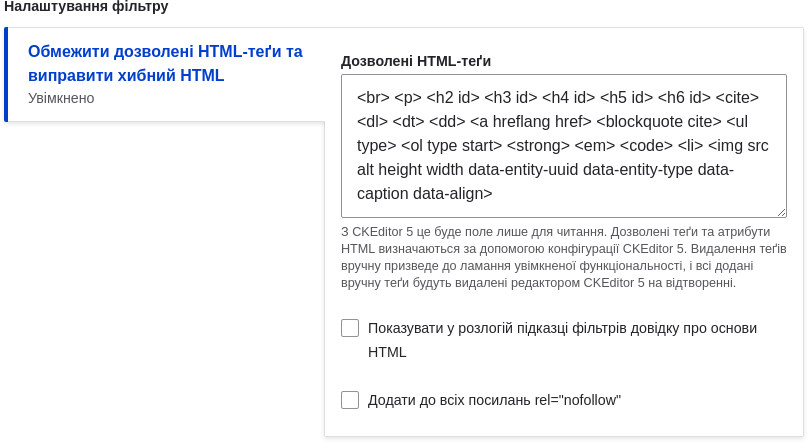 Налаштування фільтру
Обмежити дозволені HTML-теґи та
виправити хибний HTML
Увімкнено
Дозволені HTML-теґи
<br> <p> <h2 id> <h3 id> <h4 id> <h5 id> <h6 id> <cite>
<dl> <dt> <dd> <a hreflang href> <blockquote cite> <ul
type> <ol type start> <strong> <em> <code> <li> <img src
alt height width data-entity-uuid data-entity-type data-
caption data-align>
З CKEditor 5 це буде поле лише для читання. Дозволені теґи та атрибути
HTML визначаються за допомогою конфігурації CKEditor 5. Видалення теґів
вручну призведе до ламання увімкненої функціональності, і всі додані
вручну теґи будуть видалені редактором CKEditor 5 на відтворенні.
Показувати у розлогій підказці фільтрів довідку про основи
HTML
Додати до всіх посилань rel="nofollow"